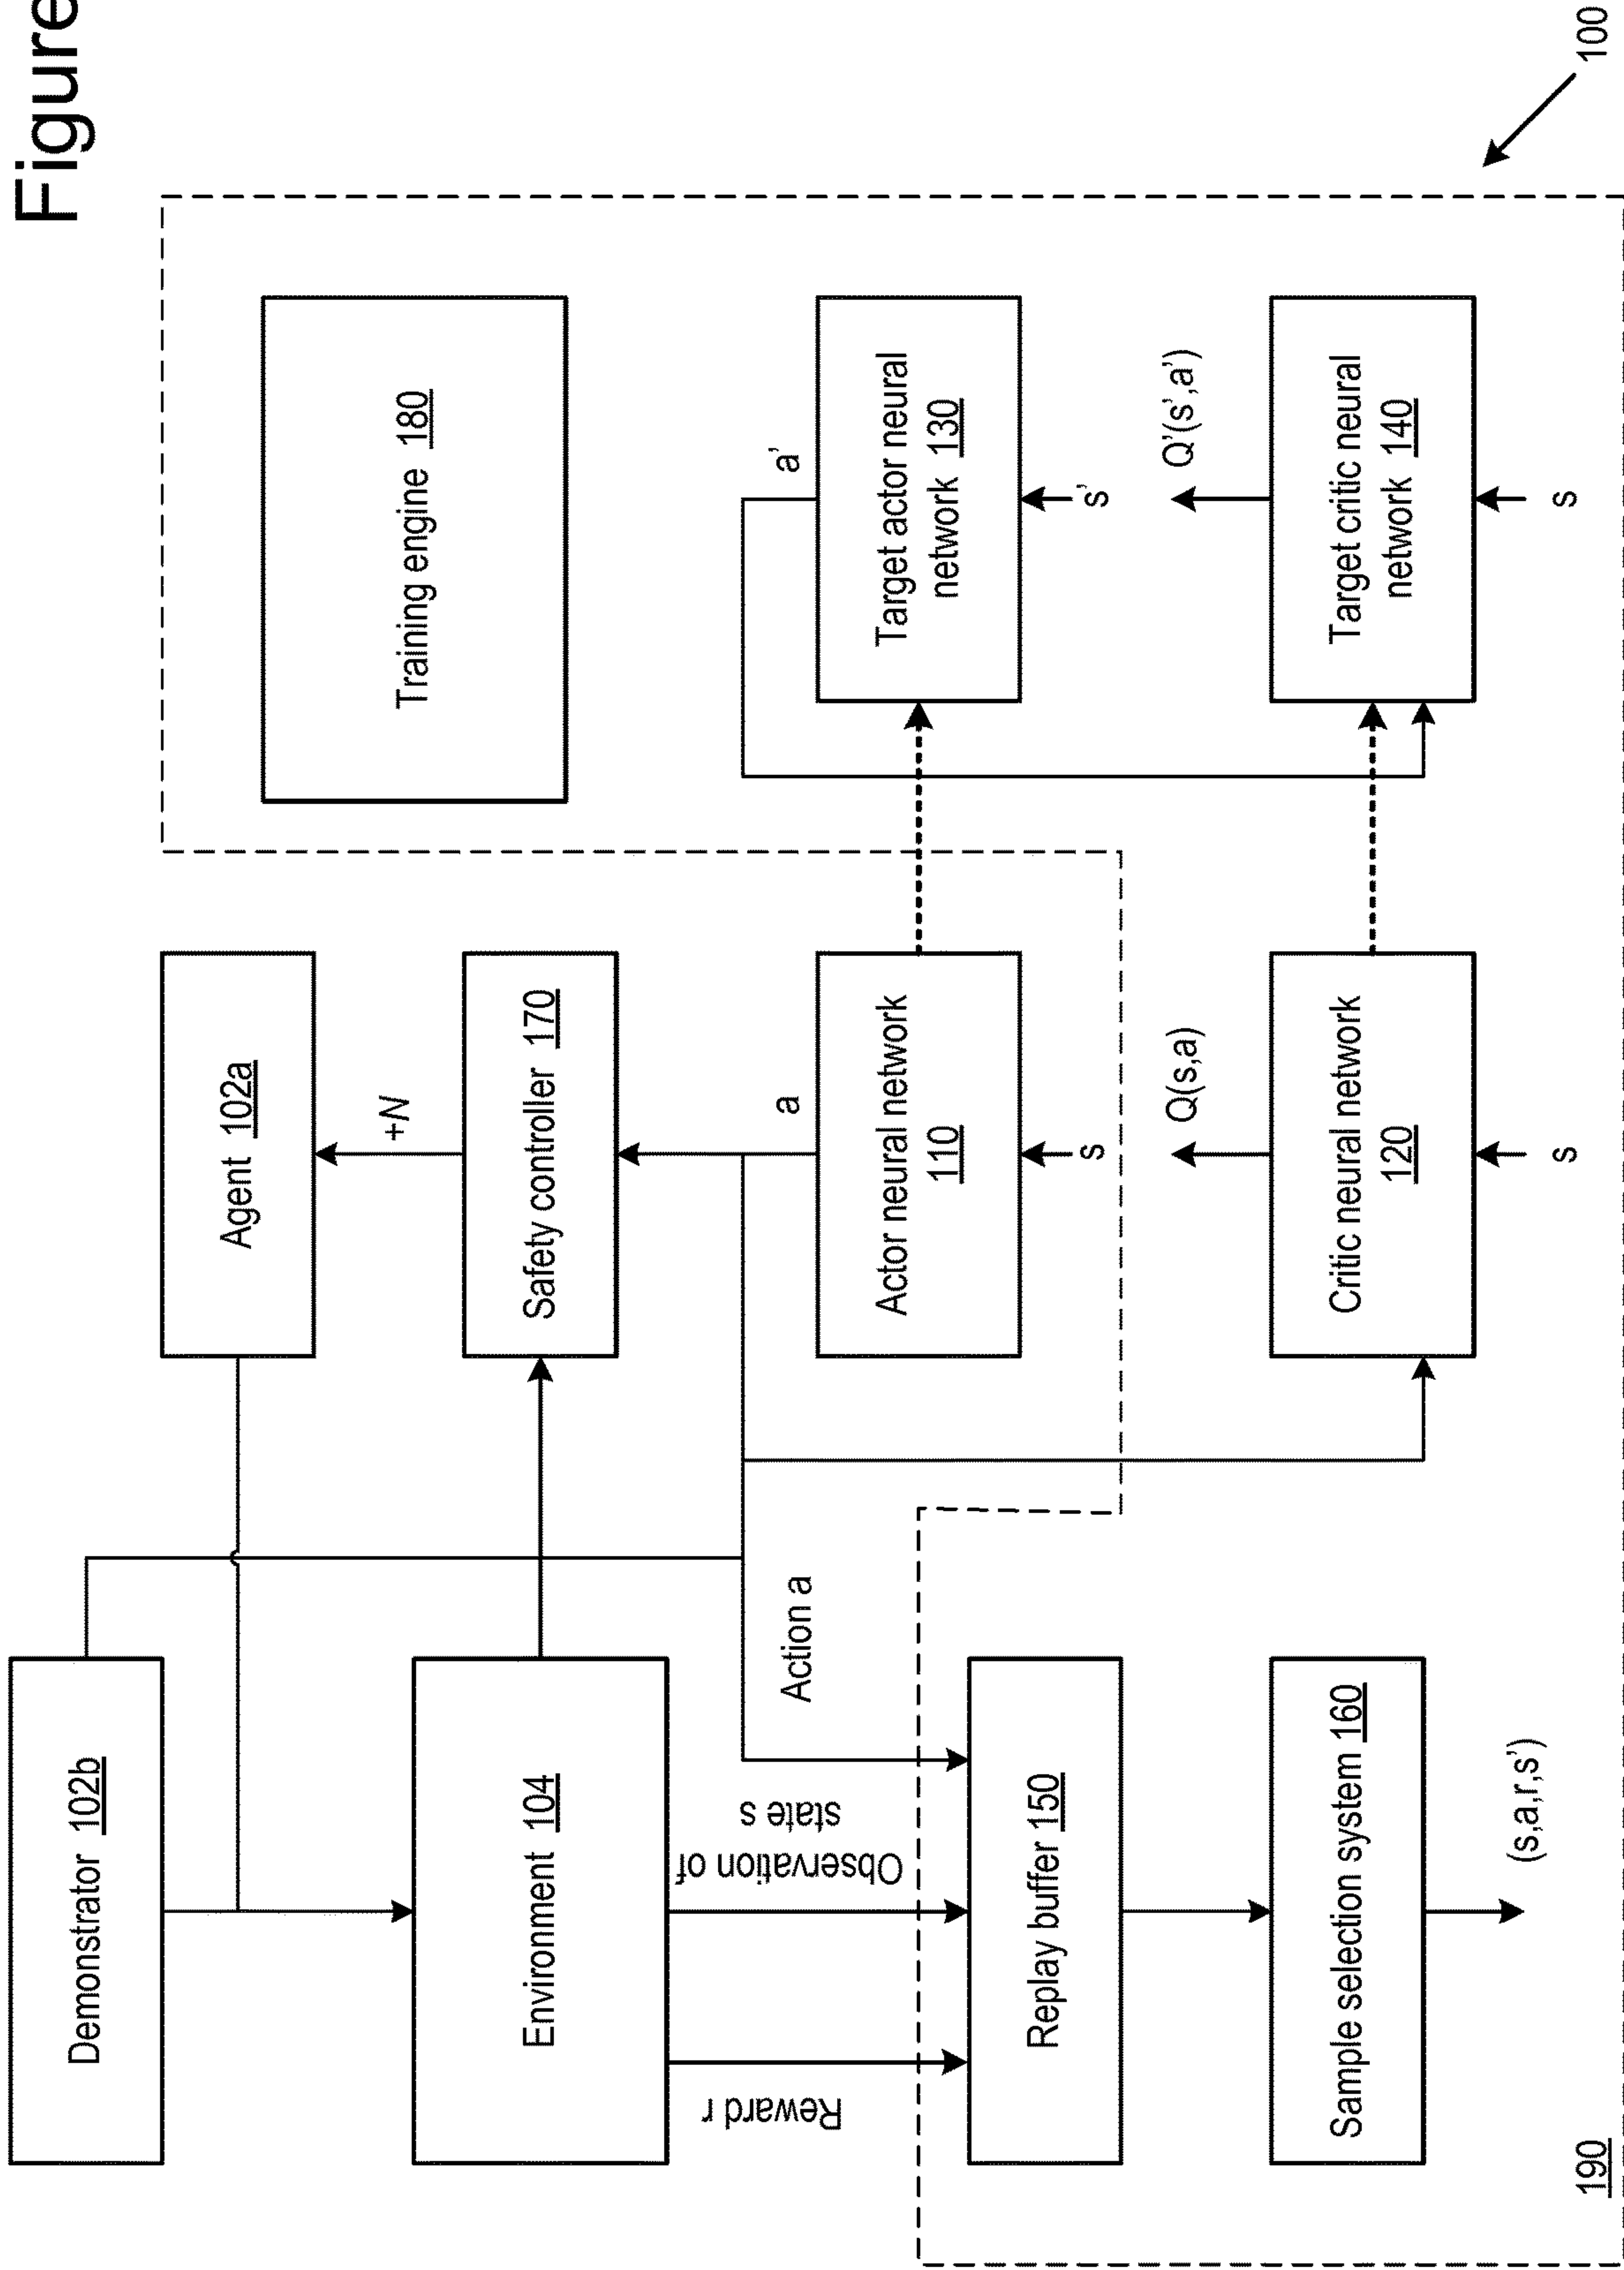 Figure
Demonstrator 102b
Agent 102a
Training engine 180
+N
Environment 104
Safety controller 170
Reward r
Observation of
state s
Action a
a
a'
Replay buffer 150
Actor neural network
110
Target actor neural
network 130
s
s'
Q(s,a)
Q'(s',a')
Sample selection system 160
Critic neural network
120
Target critic neural
network 140
(s,a,r,s')
s
s
190
100